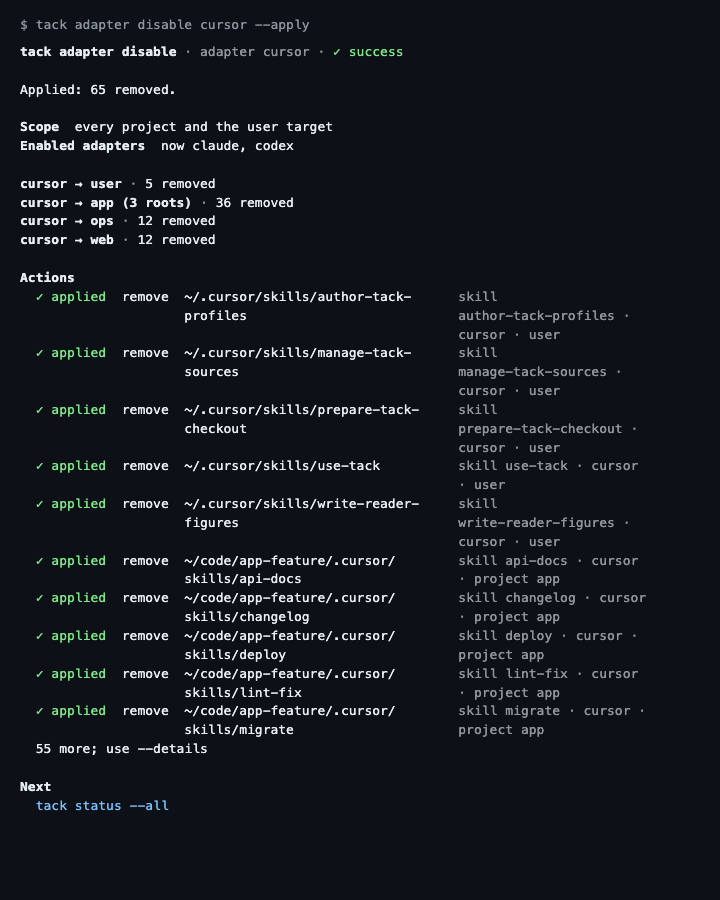 $ tack adapter disable cursor --apply
tack adapter disable · adapter cursor · ✓ success
Applied: 65 removed.
Scope  every project and the user target
Enabled adapters  now claude, codex
cursor → user · 5 removed
cursor → app (3 roots) · 36 removed
cursor → ops · 12 removed
cursor → web · 12 removed
Actions
✓ applied  remove  ~/.cursor/skills/author-tack-  skill
profiles  author-tack-profiles ·
cursor · user
✓ applied  remove  ~/.cursor/skills/manage-tack-  skill
sources  manage-tack-sources ·
cursor · user
✓ applied  remove  ~/.cursor/skills/prepare-tack-  skill
checkout  prepare-tack-checkout ·
cursor · user
✓ applied  remove  ~/.cursor/skills/use-tack  skill use-tack · cursor
· user
✓ applied  remove  ~/.cursor/skills/write-reader-  skill
figures  write-reader-figures ·
cursor · user
✓ applied  remove  ~/code/app-feature/.cursor/  skill api-docs · cursor
skills/api-docs  · project app
✓ applied  remove  ~/code/app-feature/.cursor/  skill changelog · cursor
skills/changelog  · project app
✓ applied  remove  ~/code/app-feature/.cursor/  skill deploy · cursor ·
skills/deploy  project app
✓ applied  remove  ~/code/app-feature/.cursor/  skill lint-fix · cursor
skills/lint-fix  · project app
✓ applied  remove  ~/code/app-feature/.cursor/  skill migrate · cursor ·
skills/migrate  project app
55 more; use --details
Next
tack status --all